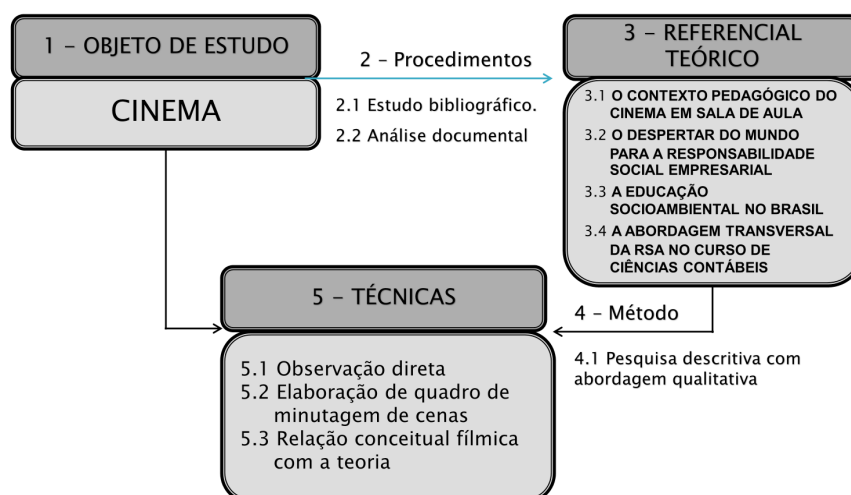 1 – OBJETO DE ESTUDO
CINEMA
2 – Procedimentos
2.1 Estudo bibliográfico.
2.2 Análise documental
3 – REFERENCIAL
TEÓRICO
3.1 O CONTEXTO PEDAGÓGICO DO
CINEMA EM SALA DE AULA
3.2 O DESPERTAR DO MUNDO
PARA A RESPONSABILIDADE
SOCIAL EMPRESARIAL
3.3 A EDUCAÇÃO
SOCIOAMBIENTAL NO BRASIL
3.4 A ABORDAGEM TRANSVERSAL
DA RSA NO CURSO DE
CIÊNCIAS CONTÁBEIS
4 – Método
4.1 Pesquisa descritiva com
abordagem qualitativa
5 – TÉCNICAS
5.1 Observação direta
5.2 Elaboração de quadro de
minutagem de cenas
5.3 Relação conceitual fílmica
com a teoria